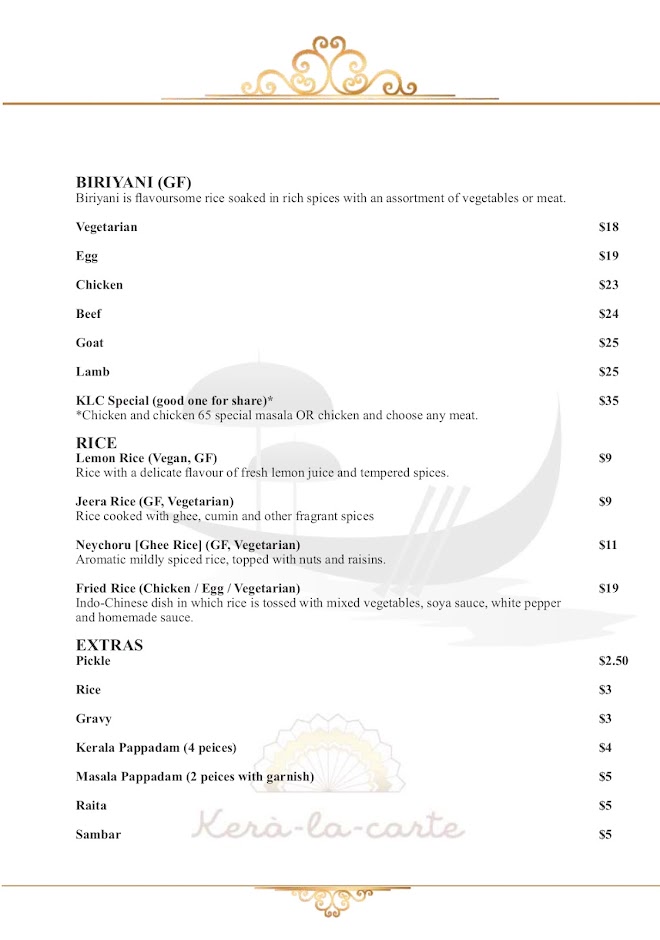 BIRIYANI (GF)
Biriyani is flavoursome rice soaked in rich spices with an assortment of vegetables or meat.
Vegetarian $18
Egg $19
Chicken $23
Beef $24
Goat $25
Lamb $25
KLC Special (good one for share)* $35
*Chicken and chicken 65 special masala OR chicken and choose any meat.
RICE
Lemon Rice (Vegan, GF) $9
Rice with a delicate flavour of fresh lemon juice and tempered spices.
Jeera Rice (GF, Vegetarian) $9
Rice cooked with ghee, cumin and other fragrant spices
Neychoru [Ghee Rice] (GF, Vegetarian) $11
Aromatic mildly spiced rice, topped with nuts and raisins.
Fried Rice (Chicken / Egg / Vegetarian) $19
Indo-Chinese dish in which rice is tossed with mixed vegetables, soya sauce, white pepper
and homemade sauce.
EXTRAS
Pickle $2.50
Rice $3
Gravy $3
Kerala Pappadam (4 peices) $4
Masala Pappadam (2 peices with garnish) $5
Raita $5
Sambar $5
Kerà-la-carte